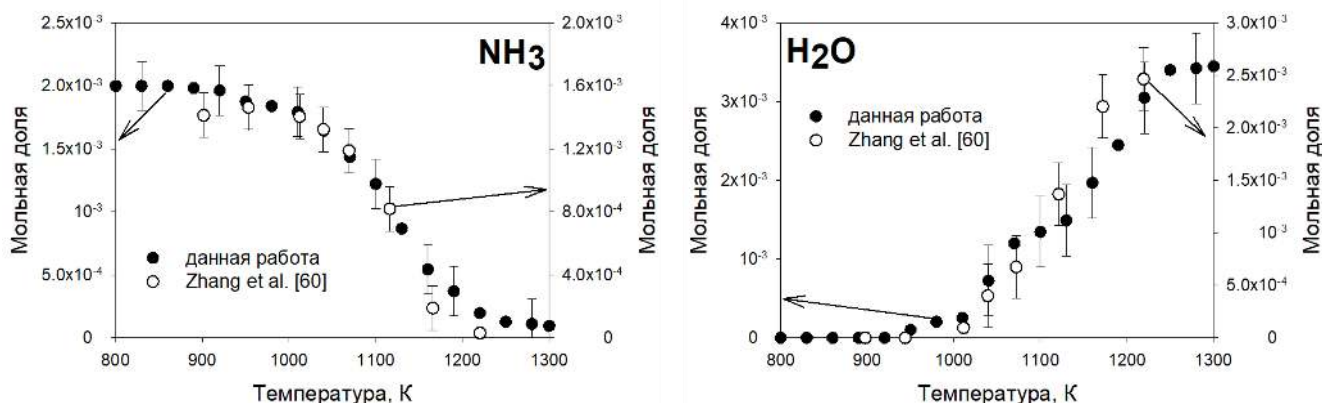 2.5x10⁻³
2.0x10⁻³
1.5x10⁻³
10⁻³
5.0x10⁻⁴
0
2.0x10⁻³
1.6x10⁻³
1.2x10⁻³
8.0x10⁻⁴
4.0x10⁻⁴
0
Мольная доля
Мольная доля
NH3
данная работа
Zhang et al. [60]
800 900 1000 1100 1200 1300
Температура, К
4x10⁻³
3x10⁻³
2x10⁻³
10⁻³
0
3.0x10⁻³
2.5x10⁻³
2.0x10⁻³
1.5x10⁻³
10⁻³
5.0x10⁻⁴
0
Мольная доля
Мольная доля
H2O
данная работа
Zhang et al. [60]
800 900 1000 1100 1200 1300
Температура, К